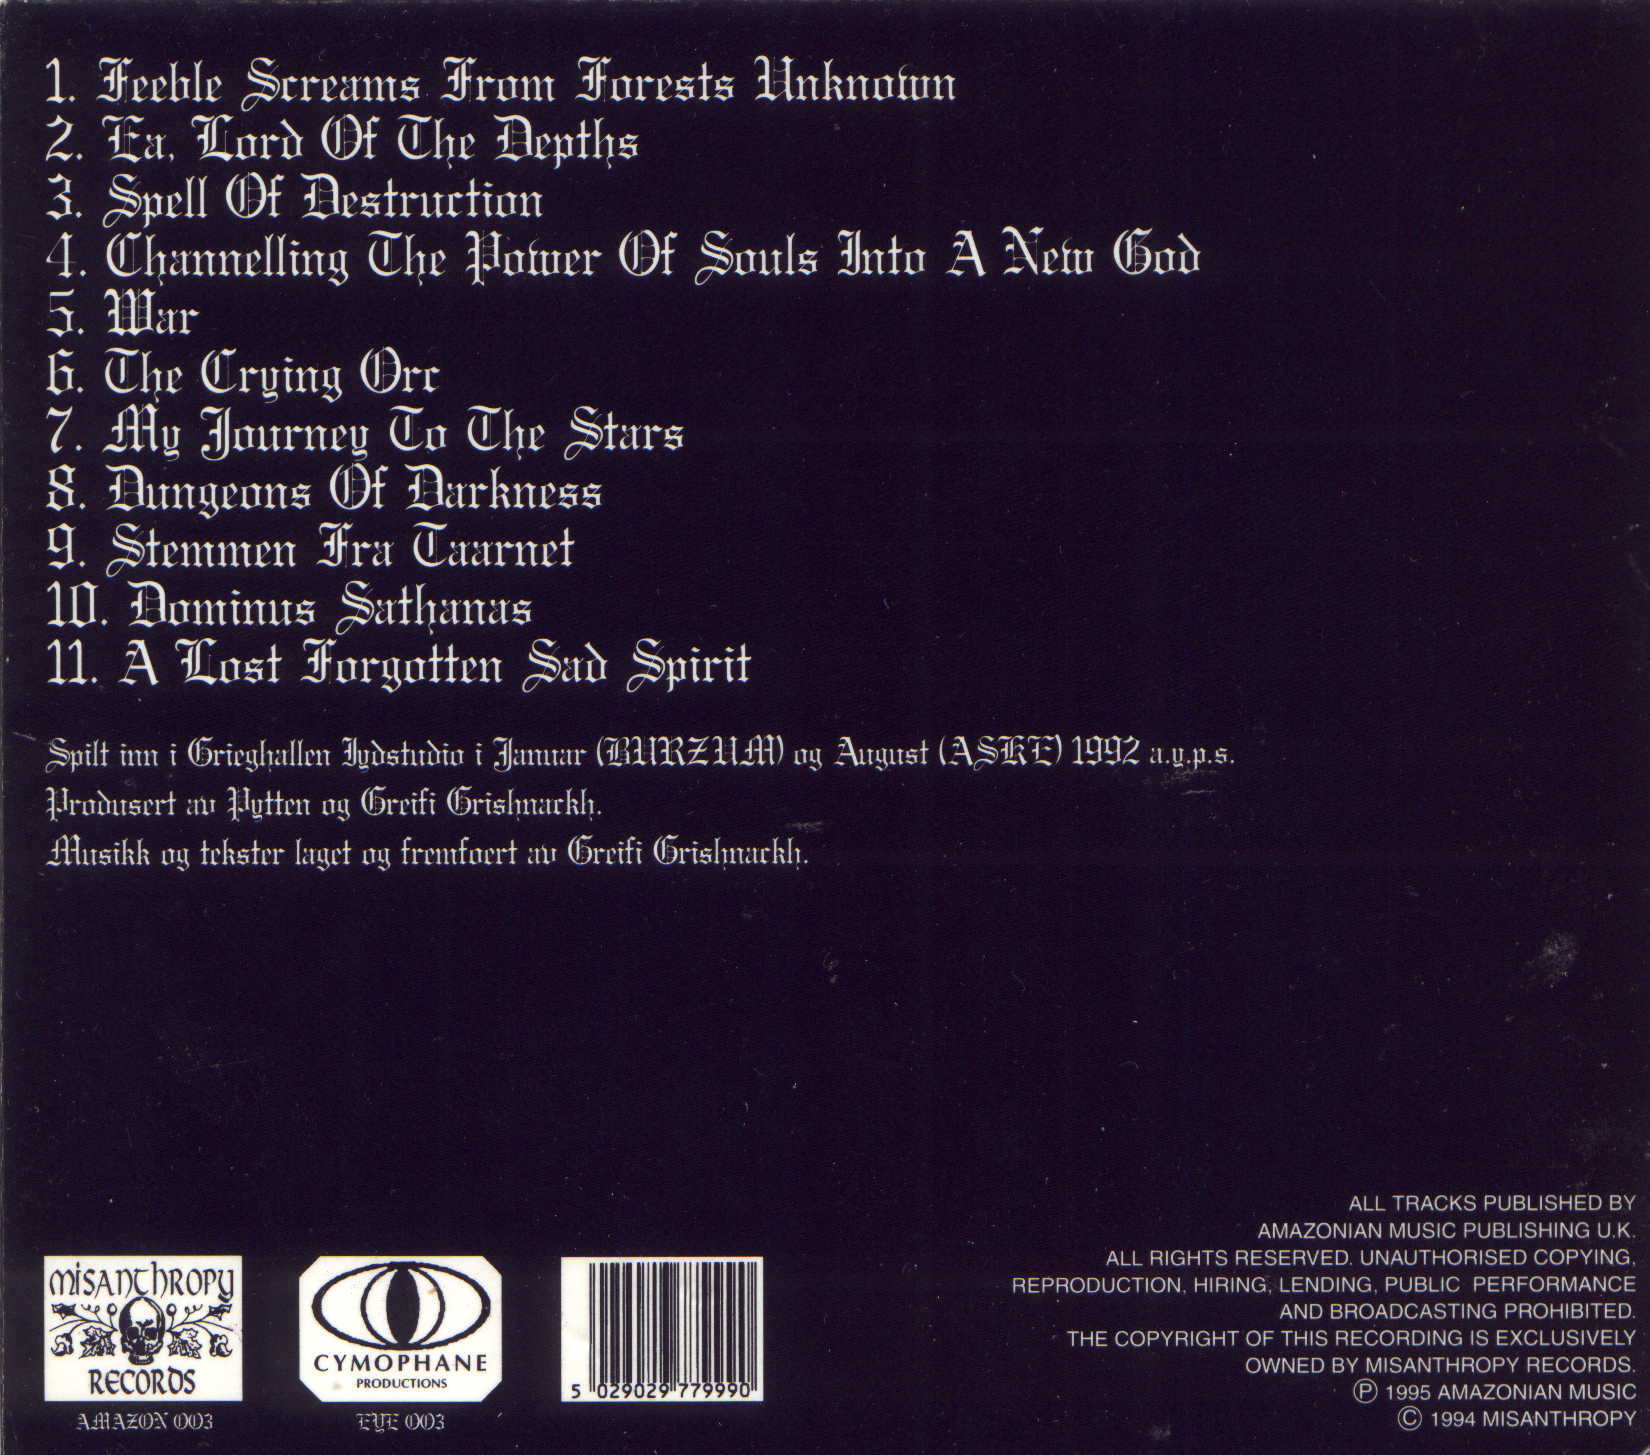 1. Feeble Screams From Forests Unknown
2. Ea, Lord Of The Depths
3. Spell Of Destruction
4. Channelling The Power Of Souls Into A New God
5. War
6. The Crying Orc
7. My Journey To The Stars
8. Dungeons Of Darkness
9. Stemmen Fra Taarnet
10. Dominus Sathanas
11. A Lost Forgotten Sad Spirit
Spilt inn i Grieghallen lydstudio i Januar (BURZUM) og August (ASKE) 1992 a.y.p.s.
Produsert av Pytten og Greifi Grishnackh.
Musikk og tekster laget og fremfoert av Greifi Grishnackh.
ALL TRACKS PUBLISHED BY
AMAZONIAN MUSIC PUBLISHING U.K.
ALL RIGHTS RESERVED. UNAUTHORISED COPYING,
REPRODUCTION, HIRING, LENDING, PUBLIC PERFORMANCE
AND BROADCASTING PROHIBITED.
THE COPYRIGHT OF THIS RECORDING IS EXCLUSIVELY
OWNED BY MISANTHROPY RECORDS.
Ⓟ 1995 AMAZONIAN MUSIC
© 1994 MISANTHROPY
MISANTHROPY
RECORDS
AMAZON 003
CYMOPHANE
PRODUCTIONS
EYE 003
5 029029 779990